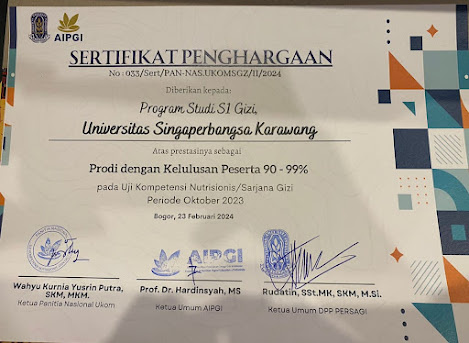 AIPGI
SERTIFIKAT PENGHARGAAN
No : 033/Sert/PAN-NAS.UKOMSGZ/II/2024
Diberikan kepada:
Program Studi S1 Gizi,
Universitas Singaperbangsa Karawang
Atas prestasinya sebagai
Prodi dengan Kelulusan Peserta 90 - 99%
pada Uji Kompetensi Nutrisionis/Sarjana Gizi
Periode Oktober 2023
Bogor, 23 Februari 2024
AIPGI
Wahyu Kurnia Yusrin Putra,
SKM, MKM.
Ketua Panitia Nasional Ukom
Prof. Dr. Hardinsyah, MS
Ketua Umum AIPGI
Rudatin, SSt.MK, SKM, M.Si.
Ketua Umum DPP PERSAGI